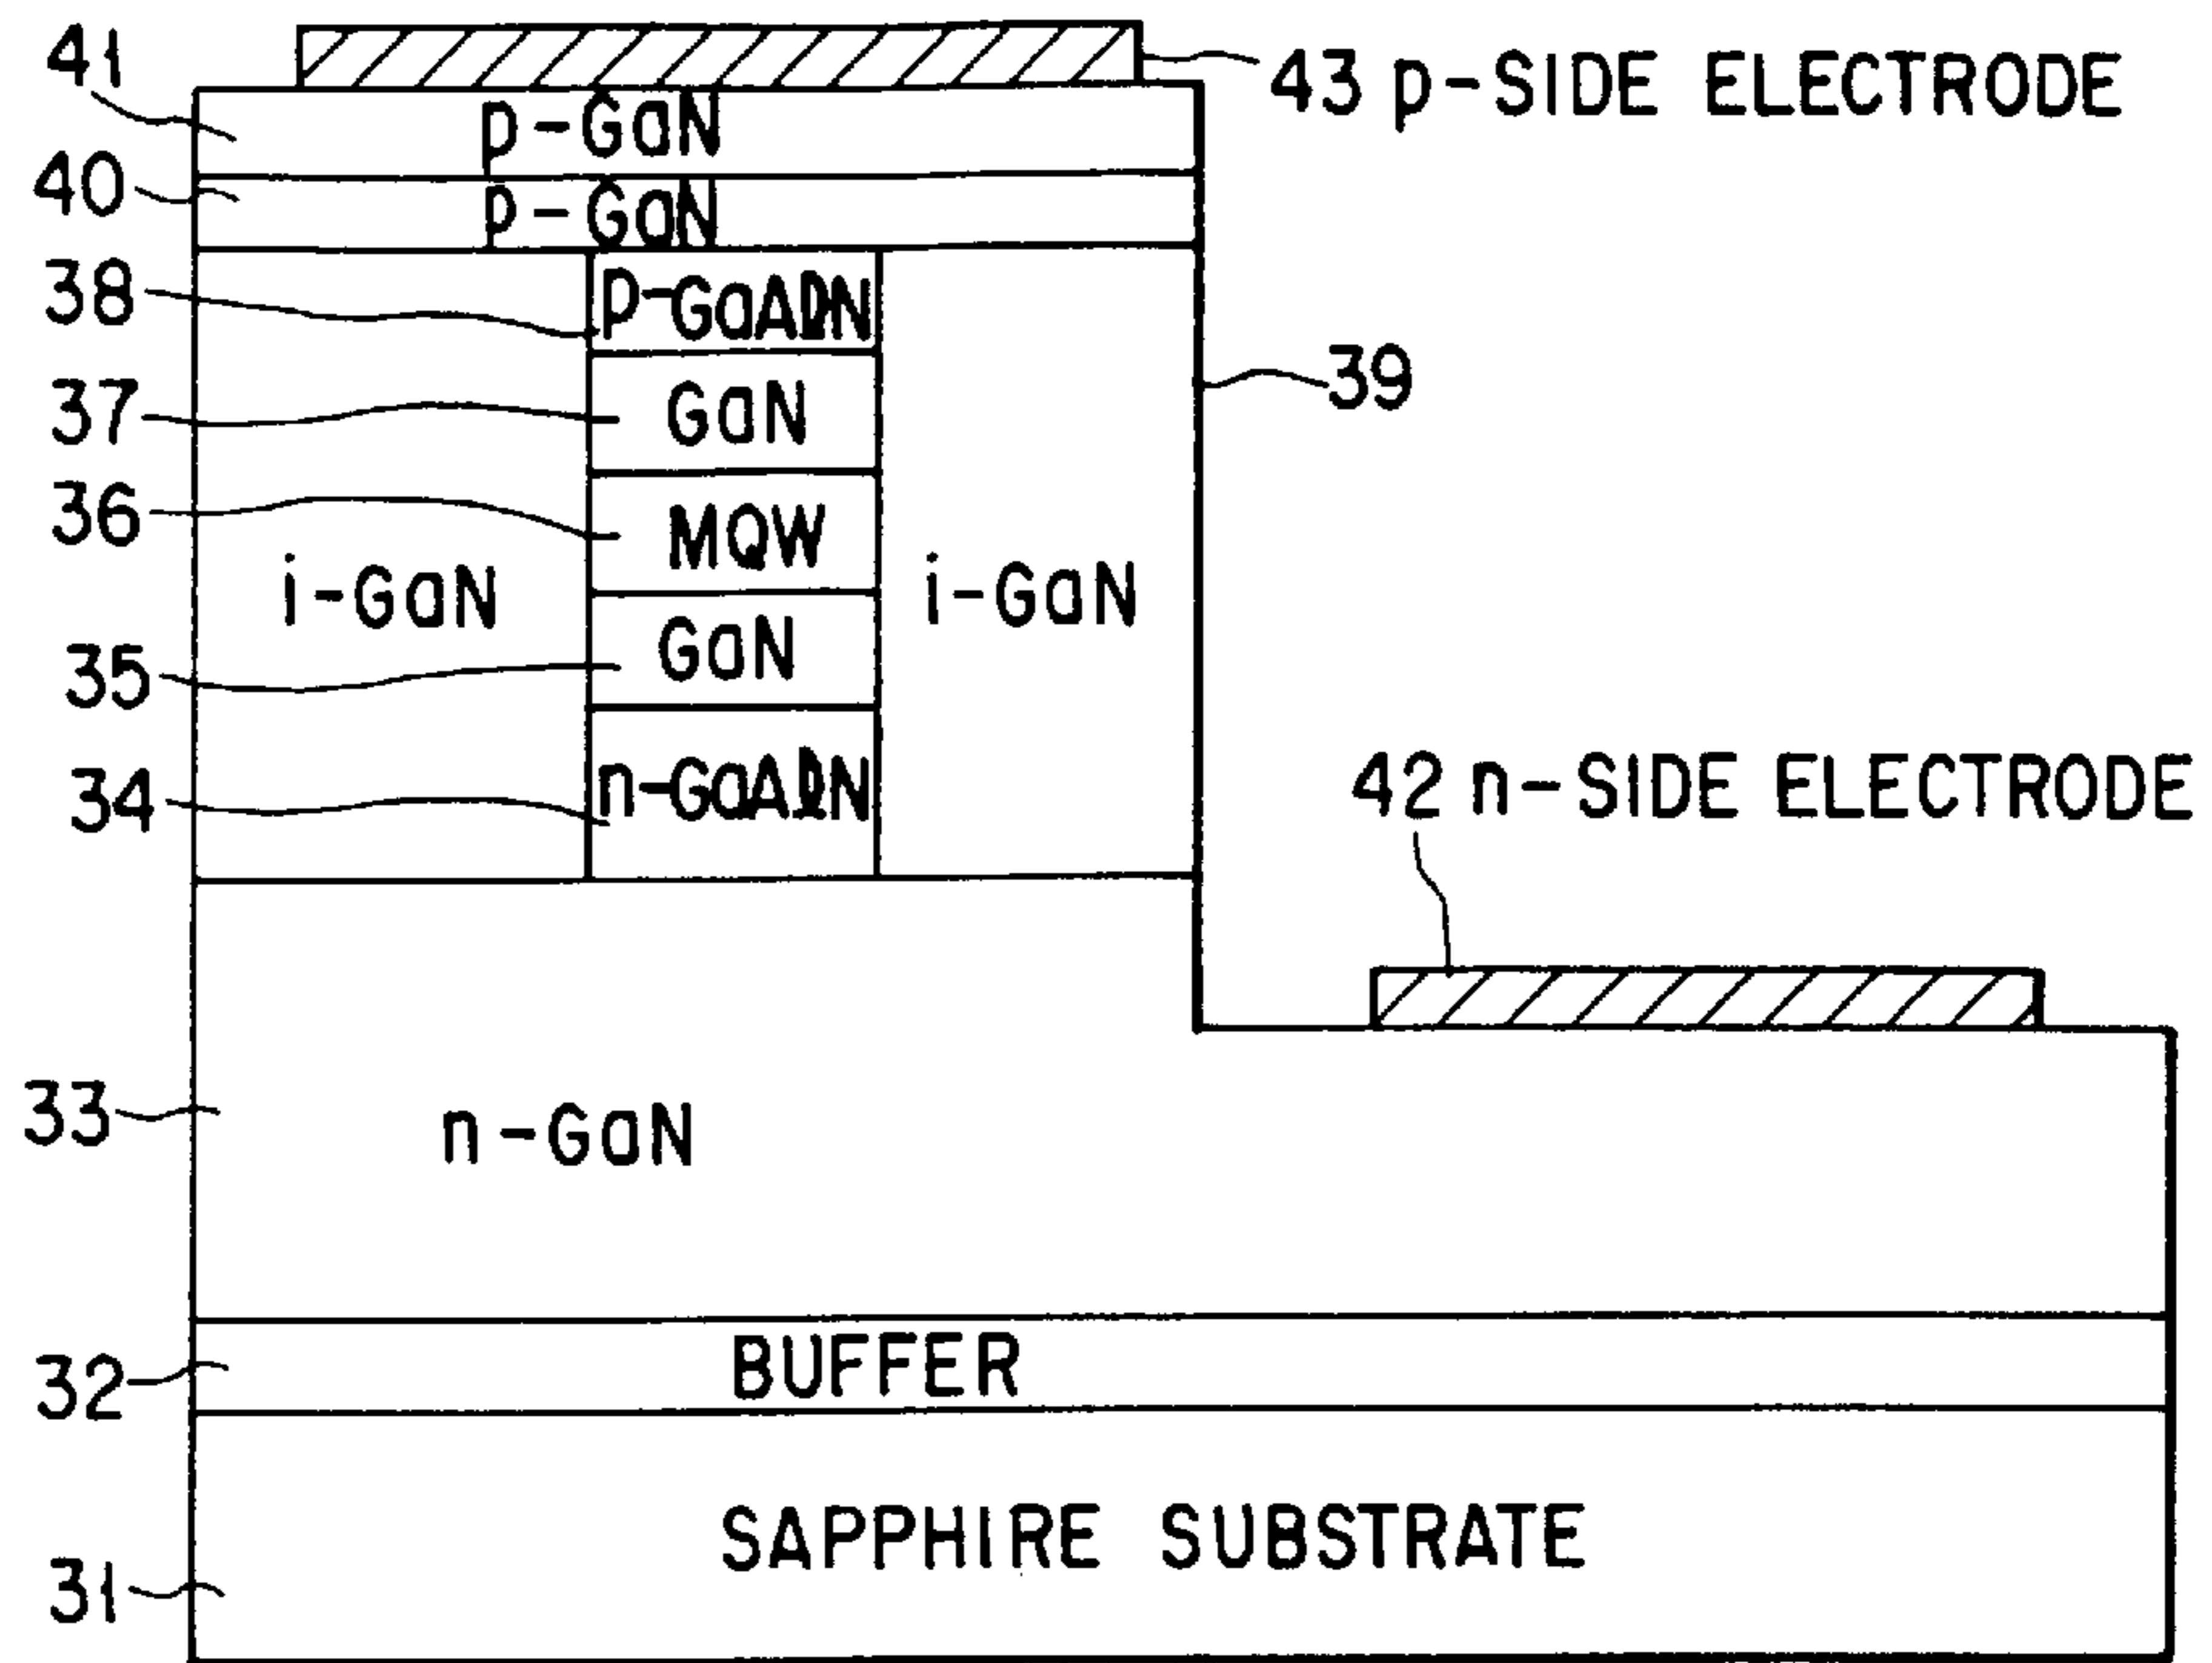 41
43 p-SIDE ELECTRODE
p-GaN
40
p-GaN
38
p-GaAlN
37
GaN
39
36
MQW
i-GaN
i-GaN
35
GaN
34
n-GaAlN
42 n-SIDE ELECTRODE
33
n-GaN
32
BUFFER
SAPPHIRE SUBSTRATE
31